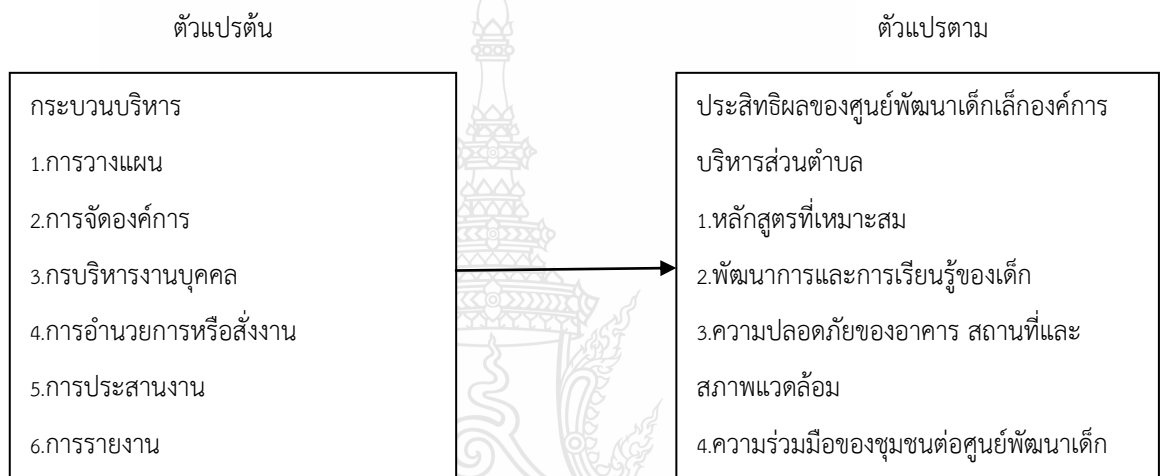 ตัวแปรต้น
กระบวนบริหาร
1.การวางแผน
2.การจัดองค์การ
3.กรบริหารงานบุคคล
4.การอำนวยการหรือสั่งงาน
5.การประสานงาน
6.การรายงาน
ตัวแปรตาม
ประสิทธิผลของศูนย์พัฒนาเด็กเล็กองค์การ
บริหารส่วนตำบล
1.หลักสูตรที่เหมาะสม
2.พัฒนาการและการเรียนรู้ของเด็ก
3.ความปลอดภัยของอาคาร สถานที่และ
สภาพแวดล้อม
4.ความร่วมมือของชุมชนต่อศูนย์พัฒนาเด็ก